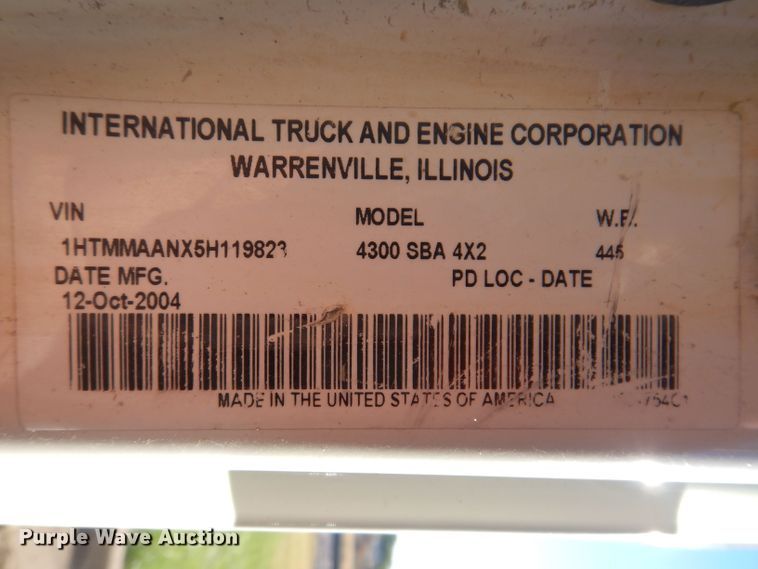 INTERNATIONAL TRUCK AND ENGINE CORPORATION
WARRENVILLE, ILLINOIS
VIN MODEL
1HTMMAANX5H119823 4300 SBA 4X2
DATE MFG. PD LOC - DATE
12-Oct-2004
MADE IN THE UNITED STATES OF AMERICA
Purple Wave Auction